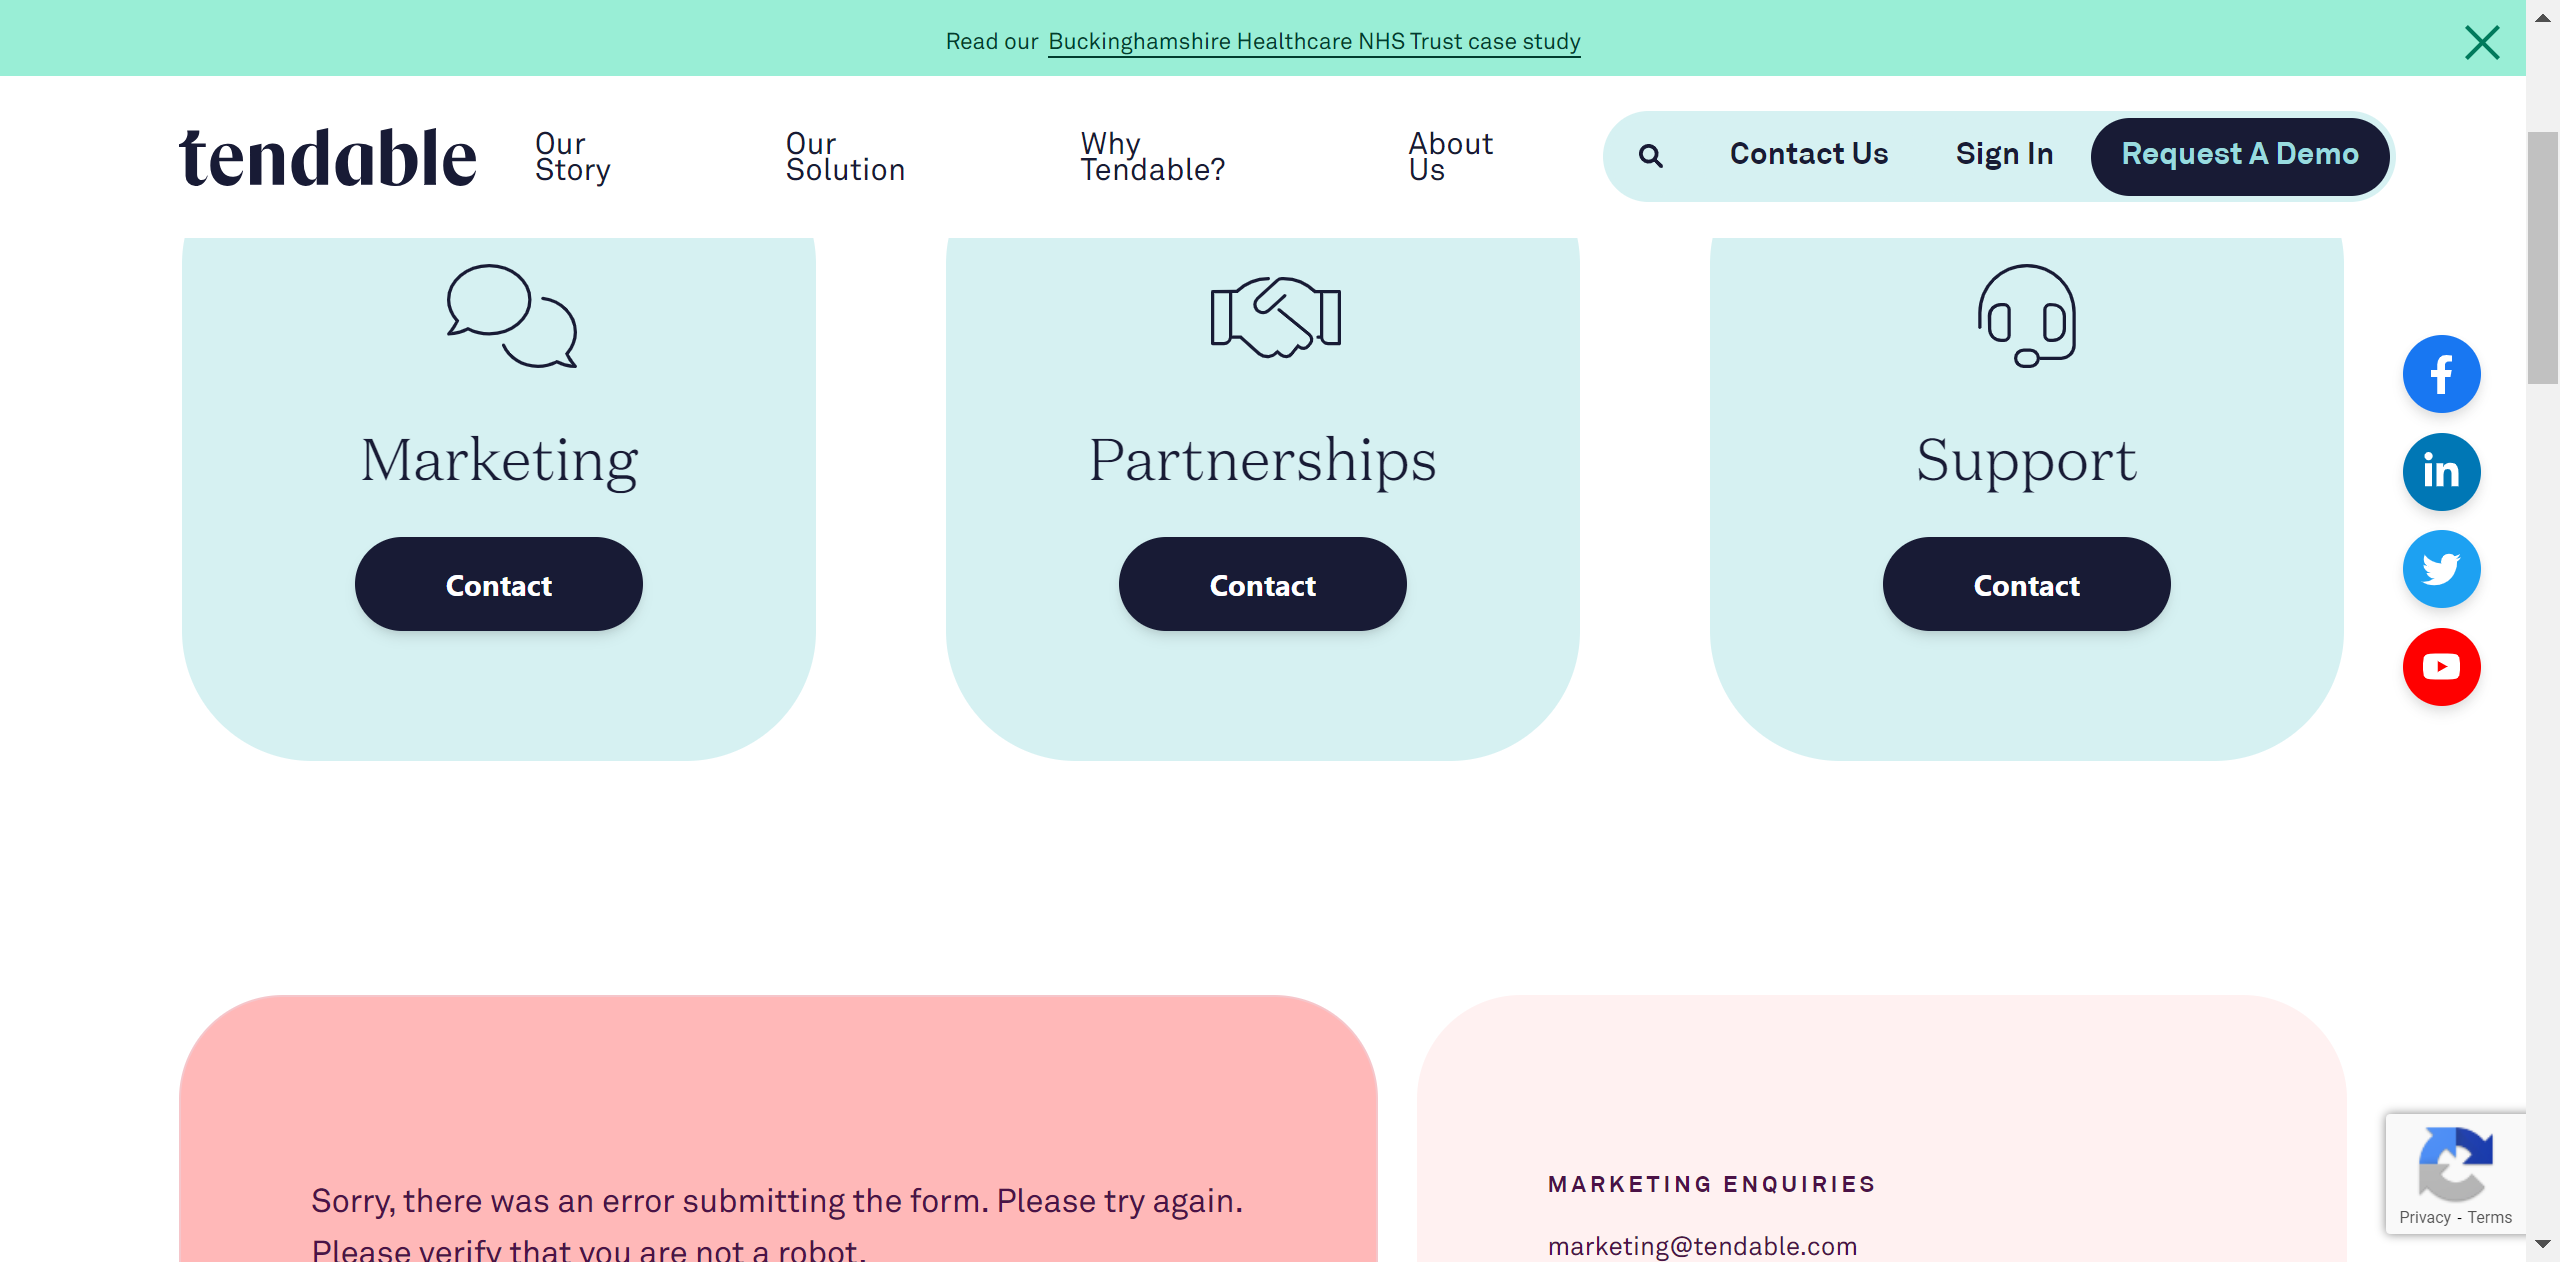 Read our Buckinghamshire Healthcare NHS Trust case study
tendable
Our
Story
Our
Solution
Why
Tendable?
About
Us
Contact Us
Sign In
Request A Demo
Marketing
Contact
Partnerships
Contact
Support
Contact
Sorry, there was an error submitting the form. Please try again.
Please verify that you are not a robot.
MARKETING ENQUIRIES
marketing@tendable.com
Privacy - Terms